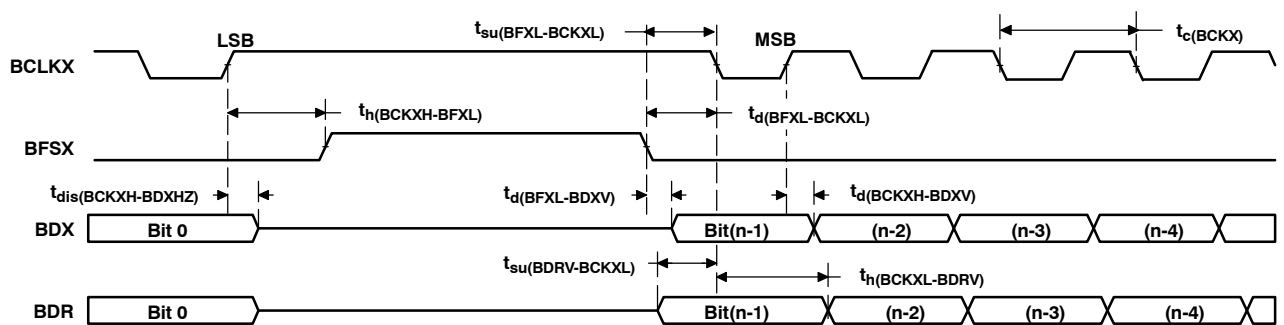 LSB
tsu(BFXL-BCKXL)
MSB
tc(BCKX)
BCLKX
th(BCKXH-BFXL)
td(BFXL-BCKXL)
BFSX
tdis(BCKXH-BDXHZ)
td(BFXL-BDXV)
td(BCKXH-BDXV)
BDX Bit 0 Bit(n-1) (n-2) (n-3) (n-4)
tsu(BDRV-BCKXL)
th(BCKXL-BDRV)
BDR Bit 0 Bit(n-1) (n-2) (n-3) (n-4)